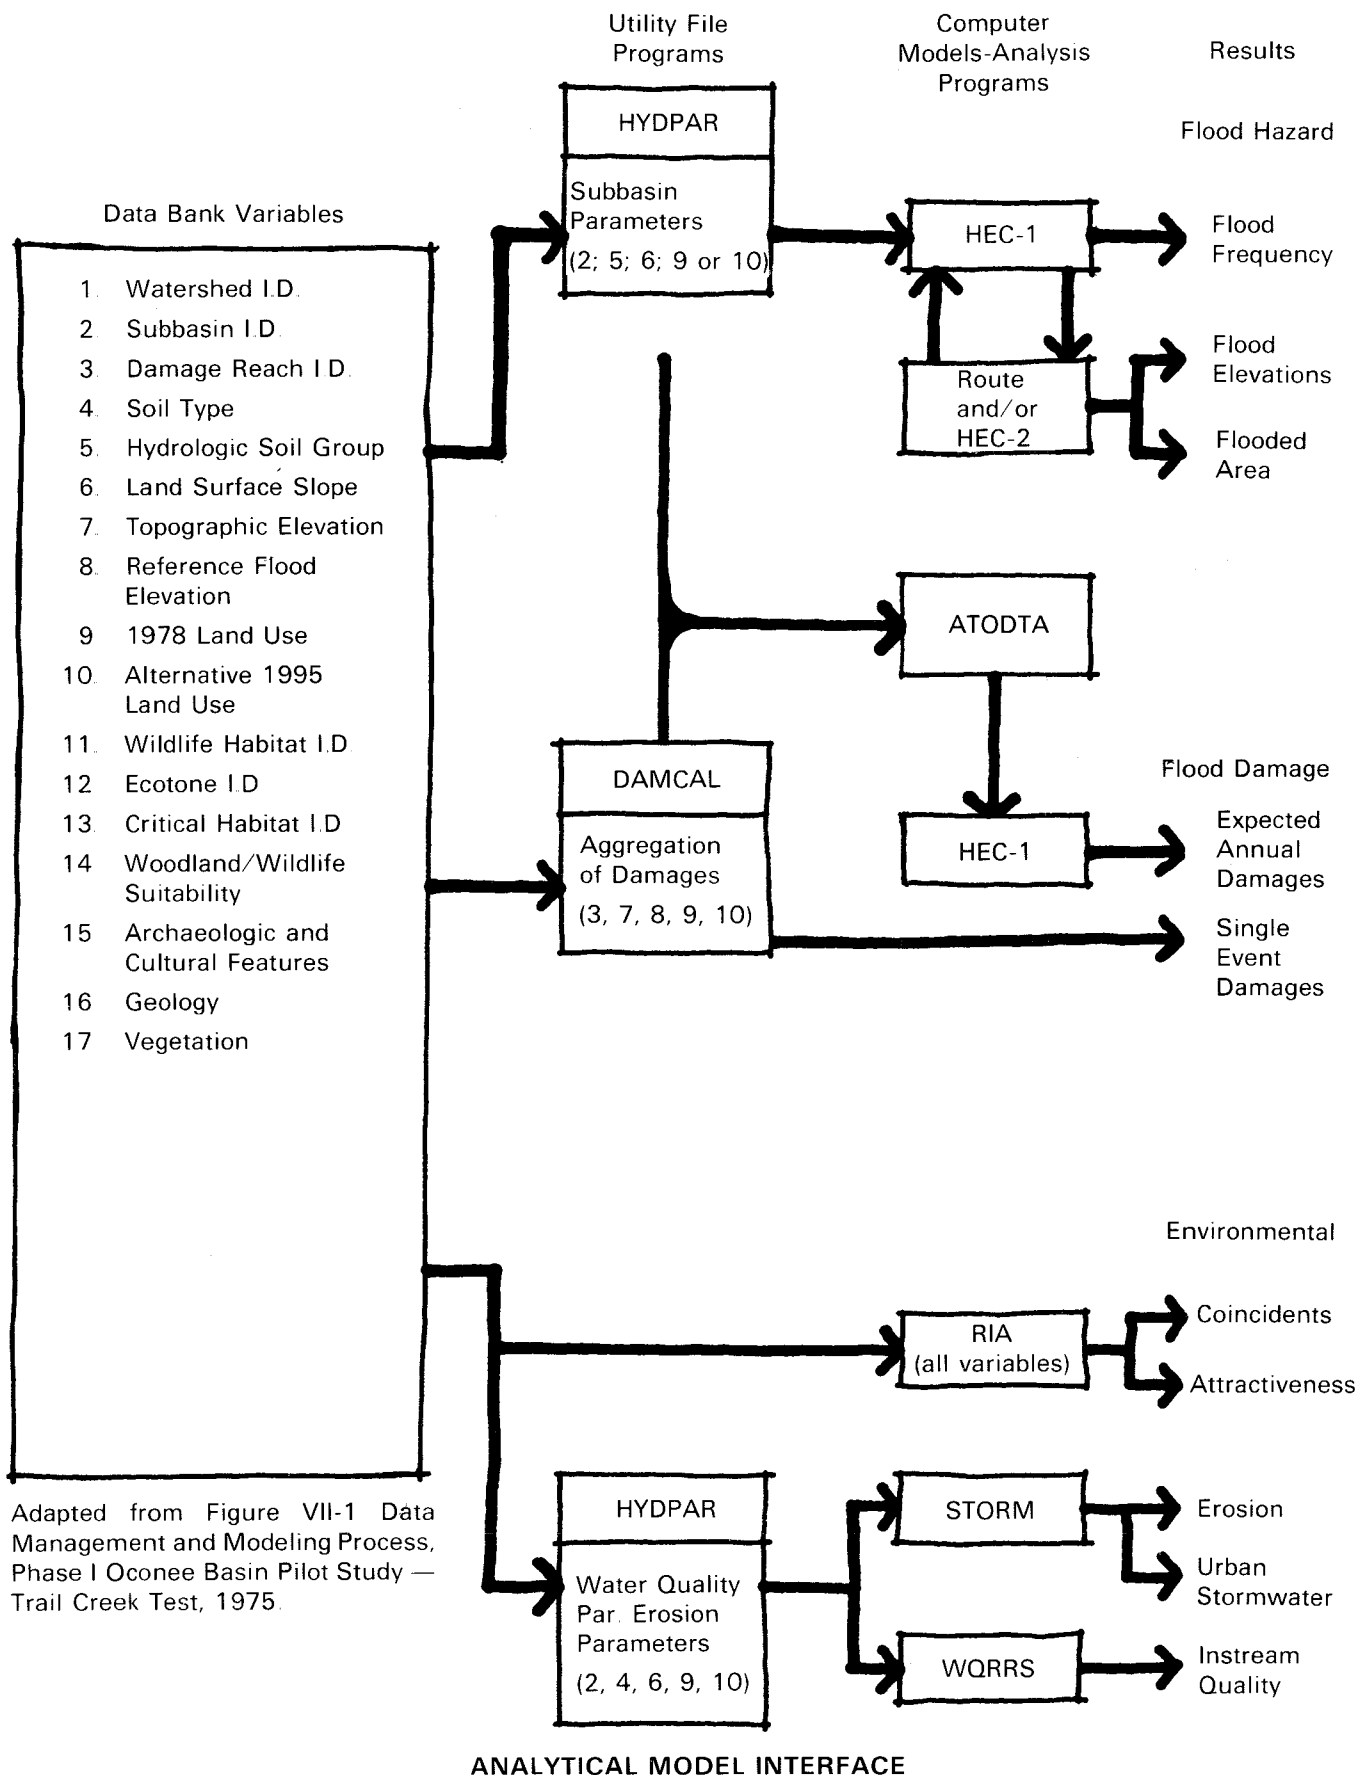 Utility File
Programs
Computer
Models-Analysis
Programs
Results
Flood Hazard
HYDPAR
Subbasin
Parameters
(2; 5; 6; 9 or 10)
HEC-1
Flood
Frequency
Route
and/or
HEC-2
Flood
Elevations
Flooded
Area
Data Bank Variables
1. Watershed I.D.
2. Subbasin I.D.
3. Damage Reach I.D.
4. Soil Type
5. Hydrologic Soil Group
6. Land Surface Slope
7. Topographic Elevation
8. Reference Flood
Elevation
9 1978 Land Use
10. Alternative 1995
Land Use
11. Wildlife Habitat I.D.
12 Ecotone I.D
13. Critical Habitat I.D
14 Woodland/Wildlife
Suitability
15 Archaeologic and
Cultural Features
16 Geology
17 Vegetation
ATODTA
DAMCAL
Aggregation
of Damages
(3, 7, 8, 9, 10)
HEC-1
Flood Damage
Expected
Annual
Damages
Single
Event
Damages
Environmental
RIA
(all variables)
Coincidents
Attractiveness
HYDPAR
Water Quality
Par. Erosion
Parameters
(2, 4, 6, 9, 10)
STORM
Erosion
Urban
Stormwater
WQRRS
Instream
Quality
Adapted from Figure VII-1 Data
Management and Modeling Process,
Phase I Oconee Basin Pilot Study —
Trail Creek Test, 1975.
ANALYTICAL MODEL INTERFACE